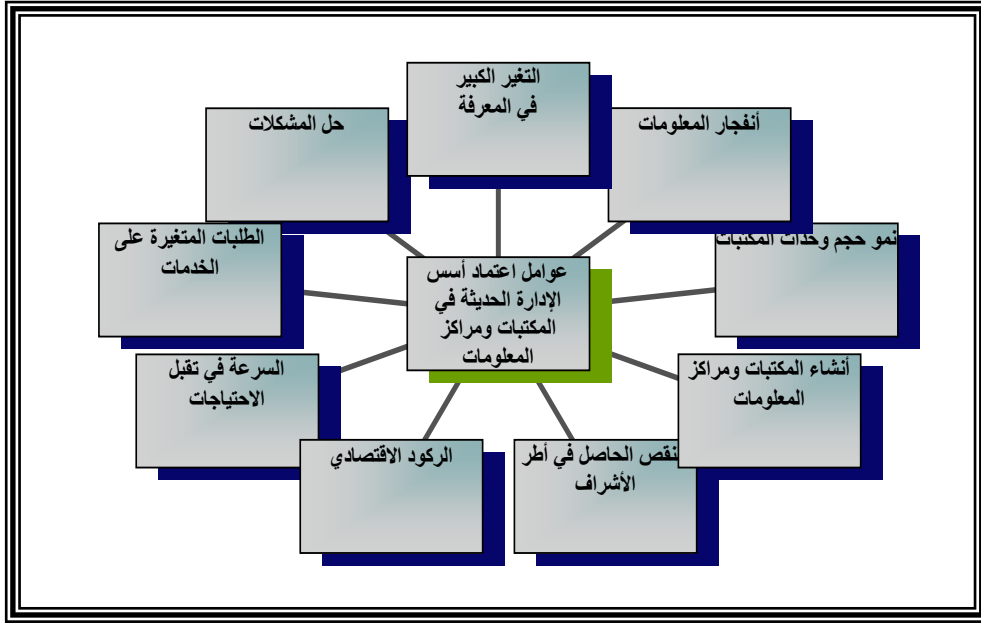 التغير الكبير
في المعرفة
أنفجار المعلومات
نمو حجم وحدات المكتبات
أنشاء المكتبات ومراكز
المعلومات
نقص الحاصل في أطر
الأشراف
الركود الاقتصادي
السرعة في تقبل
الاحتياجات
الطلبات المتغيرة على
الخدمات
حل المشكلات
عوامل اعتماد أسس
الإدارة الحديثة في
المكتبات ومراكز
المعلومات